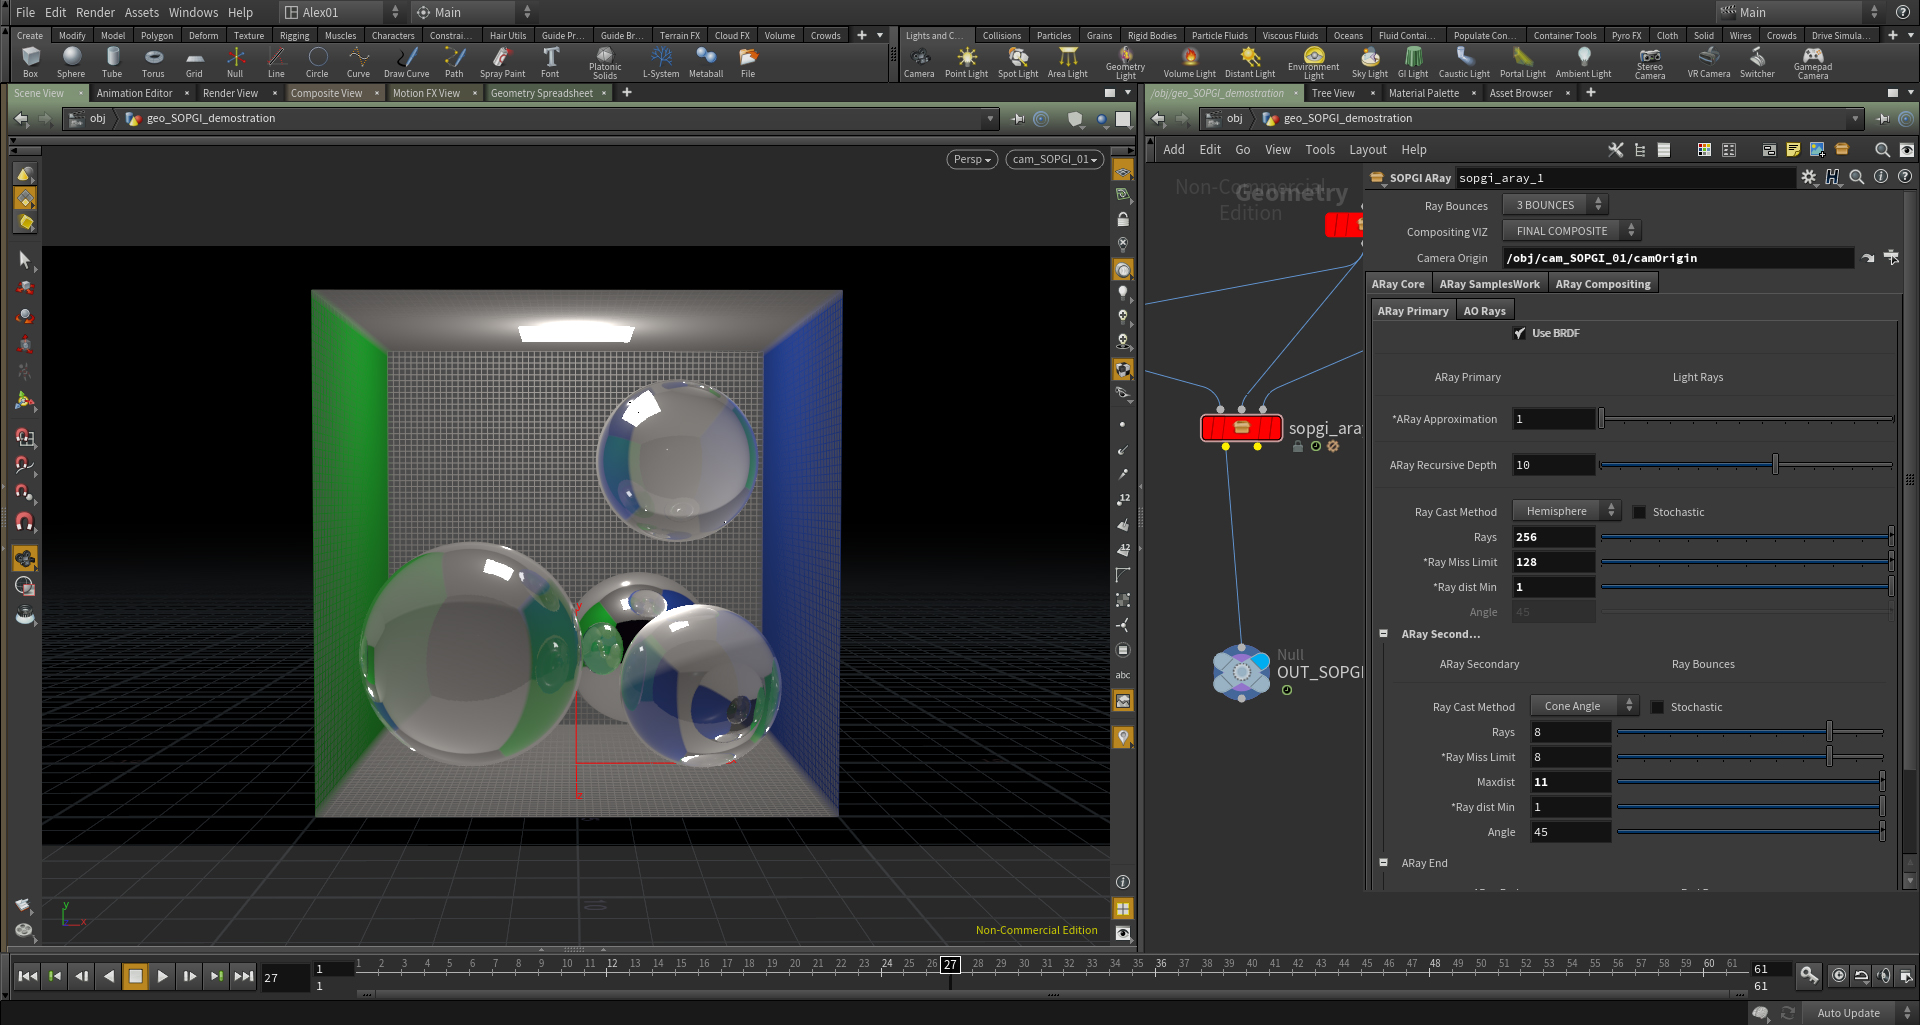 File Edit Render Assets Windows Help Alex01 Main Main
Create Modify Model Polygon Deform Texture Rigging Muscles Characters Constrai... Hair Utils Guide Pr... Guide Br... Terrain FX Cloud FX Volume Crowds
Lights and C... Collisions Particles Grains Rigid Bodies Particle Fluids Viscous Fluids Oceans Fluid Contai... Populate Con... Container Tools Pyro FX Cloth Solid Wires Crowds Drive Simula...
Box Sphere Tube Torus Grid Null Line Circle Curve Draw Curve Path Spray Paint Font Platonic Solids L-System Metaball File
Camera Point Light Spot Light Area Light Geometry Light Volume Light Distant Light Environment Light Sky Light GI Light Caustic Light Portal Light Ambient Light Stereo Camera VR Camera Switcher Gamepad Camera
Scene View Animation Editor Render View Composite View Motion FX View Geometry Spreadsheet
/obj/geo_SOPGI_demostration Tree View Material Palette Asset Browser
obj geo_SOPGI_demostration
obj geo_SOPGI_demostration
Add Edit Go View Tools Layout Help
Persp cam_SOPGI_01
Non-Commercial Edition
Geometry
SOPGI ARay sopgi_aray_1
Ray Bounces 3 BOUNCES
Compositing VIZ FINAL COMPOSITE
Camera Origin /obj/cam_SOPGI_01/camOrigin
ARay Core ARay SamplesWork ARay Compositing
ARay Primary AO Rays
Use BRDF
ARay Primary Light Rays
*ARay Approximation 1
sopgi_ara
ARay Recursive Depth 10
Ray Cast Method Hemisphere Stochastic
Rays 256
*Ray Miss Limit 128
*Ray dist Min 1
Angle 45
ARay Second...
ARay Secondary Ray Bounces
Null
OUT_SOPGI
Ray Cast Method Cone Angle Stochastic
Rays 8
*Ray Miss Limit 8
Maxdist 11
*Ray dist Min 1
Angle 45
ARay End
12
12
abc
y
x
Non-Commercial Edition
27 1 1 1 2 3 4 5 6 7 8 9 10 11 12 13 14 15 16 17 18 19 20 21 22 23 24 25 26 27 28 29 30 31 32 33 34 35 36 37 38 39 40 41 42 43 44 45 46 47 48 49 50 51 52 53 54 55 56 57 58 59 60 61 61 61
Auto Update